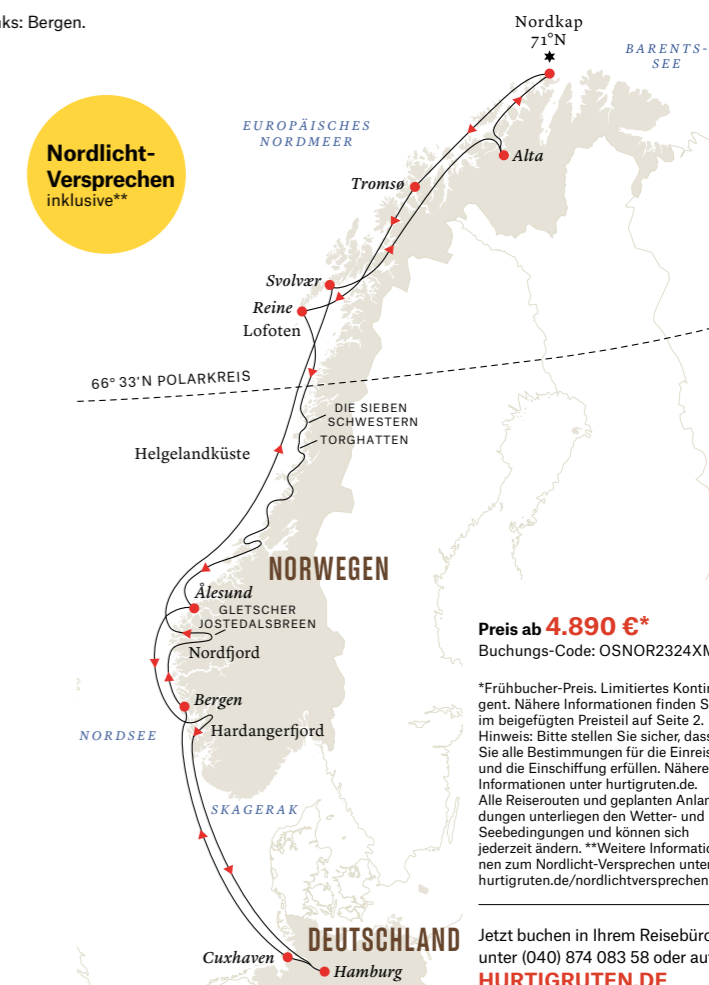 ks: Bergen.
Nordkap
71°N
BARENTS-
SEE
EUROPÄISCHES
NORDMEER
Nordlicht-
Versprechen
inklusive**
Alta
Tromsø
Svolvær
Reine
Lofoten
66° 33'N POLARKREIS
DIE SIEBEN
SCHWESTERN
TORGHATTEN
Helgelandküste
NORWEGEN
Ålesund
GLETSCHER
JOSTEDALSBREEN
Nordfjord
Bergen
NORDSEE
Hardangerfjord
SKAGERAK
DEUTSCHLAND
Cuxhaven
Hamburg
Preis ab 4.890 €*
Buchungs-Code: OSNOR2324XM
*Frühbucher-Preis. Limitiertes Kontin
gent. Nähere Informationen finden S
im beigefügten Preisteil auf Seite 2.
Hinweis: Bitte stellen Sie sicher, dass
Sie alle Bestimmungen für die Einreis
und die Einschiffung erfüllen. Nähere
Informationen unter hurtigruten.de.
Alle Reiserouten und geplanten Anlan
dungen unterliegen den Wetter- und
Seebedingungen und können sich
jederzeit ändern. **Weitere Informatio
nen zum Nordlicht-Versprechen unter
hurtigruten.de/nordlichtversprechen
Jetzt buchen in Ihrem Reisebüro
unter (040) 874 083 58 oder auf
HURTIGRUTEN.DE